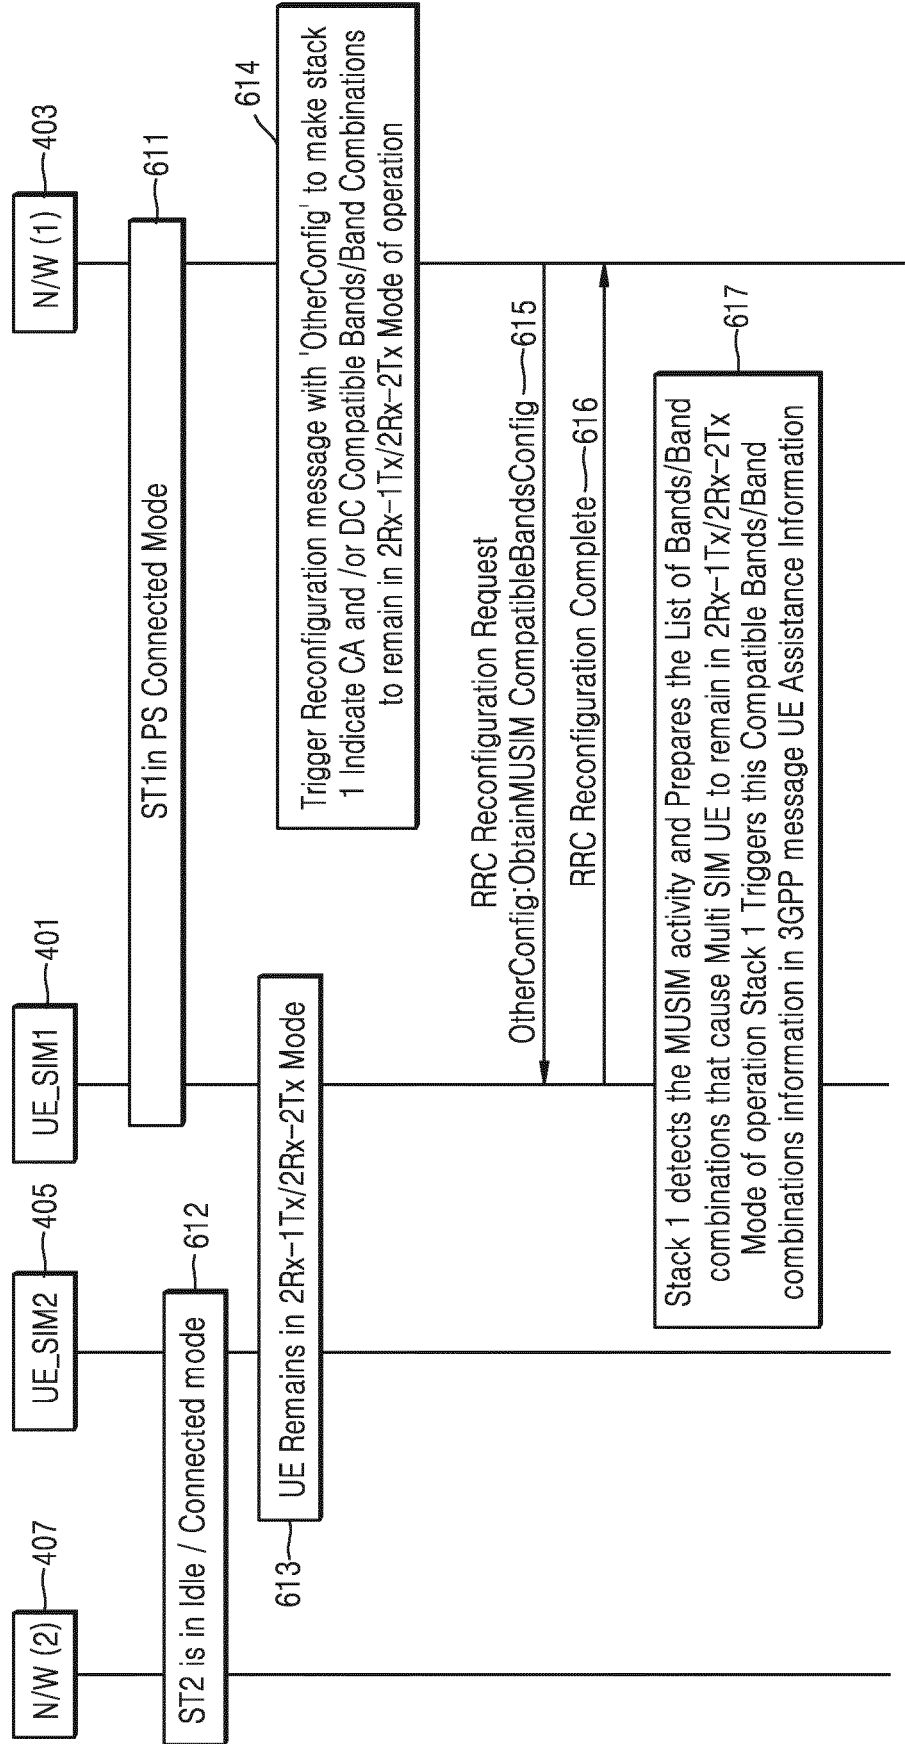 N/W (2)
407
UE_SIM2
405
UE_SIM1
401
N/W (1)
403
ST1in PS Connected Mode
611
ST2 is in Idle / Connected mode
612
UE Remains in 2Rx-1Tx/2Rx-2Tx Mode
613
614
Trigger Reconfiguration message with 'OtherConfig' to make stack
1 Indicate CA and /or DC Compatible Bands/Band Combinations
to remain in 2Rx-1Tx/2Rx-2Tx Mode of operation
RRC Reconfiguration Request
OtherConfig:ObtainMUSIM CompatibleBandsConfig
615
RRC Reconfiguration Complete
616
617
Stack 1 detects the MUSIM activity and Prepares the List of Bands/Band
combinations that cause Multi SIM UE to remain in 2Rx-1Tx/2Rx-2Tx
Mode of operation Stack 1 Triggers this Compatible Bands/Band
combinations information in 3GPP message UE Assistance Information